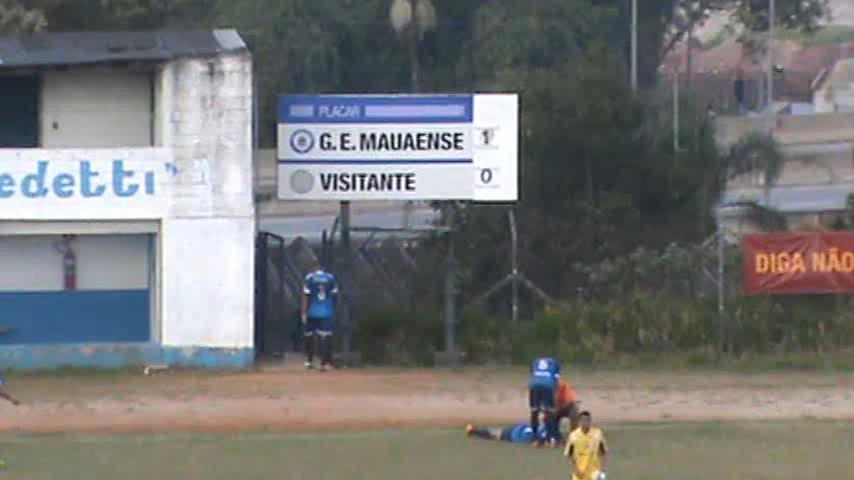 PLACAR
G. E. MAUAENSE 1
VISITANTE 0
edetti
DIGA NÃO